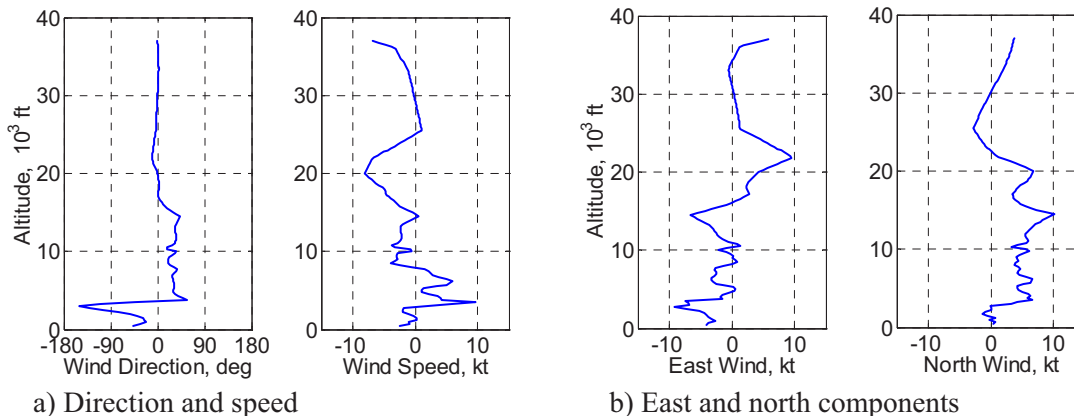 40
30
20
10
0
Altitude, 10³ ft
-180 -90 0 90 180
Wind Direction, deg
40
30
20
10
0
-10 0 10
Wind Speed, kt
a) Direction and speed
40
30
20
10
0
Altitude, 10³ ft
-10 0 10
East Wind, kt
40
30
20
10
0
-10 0 10
North Wind, kt
b) East and north components